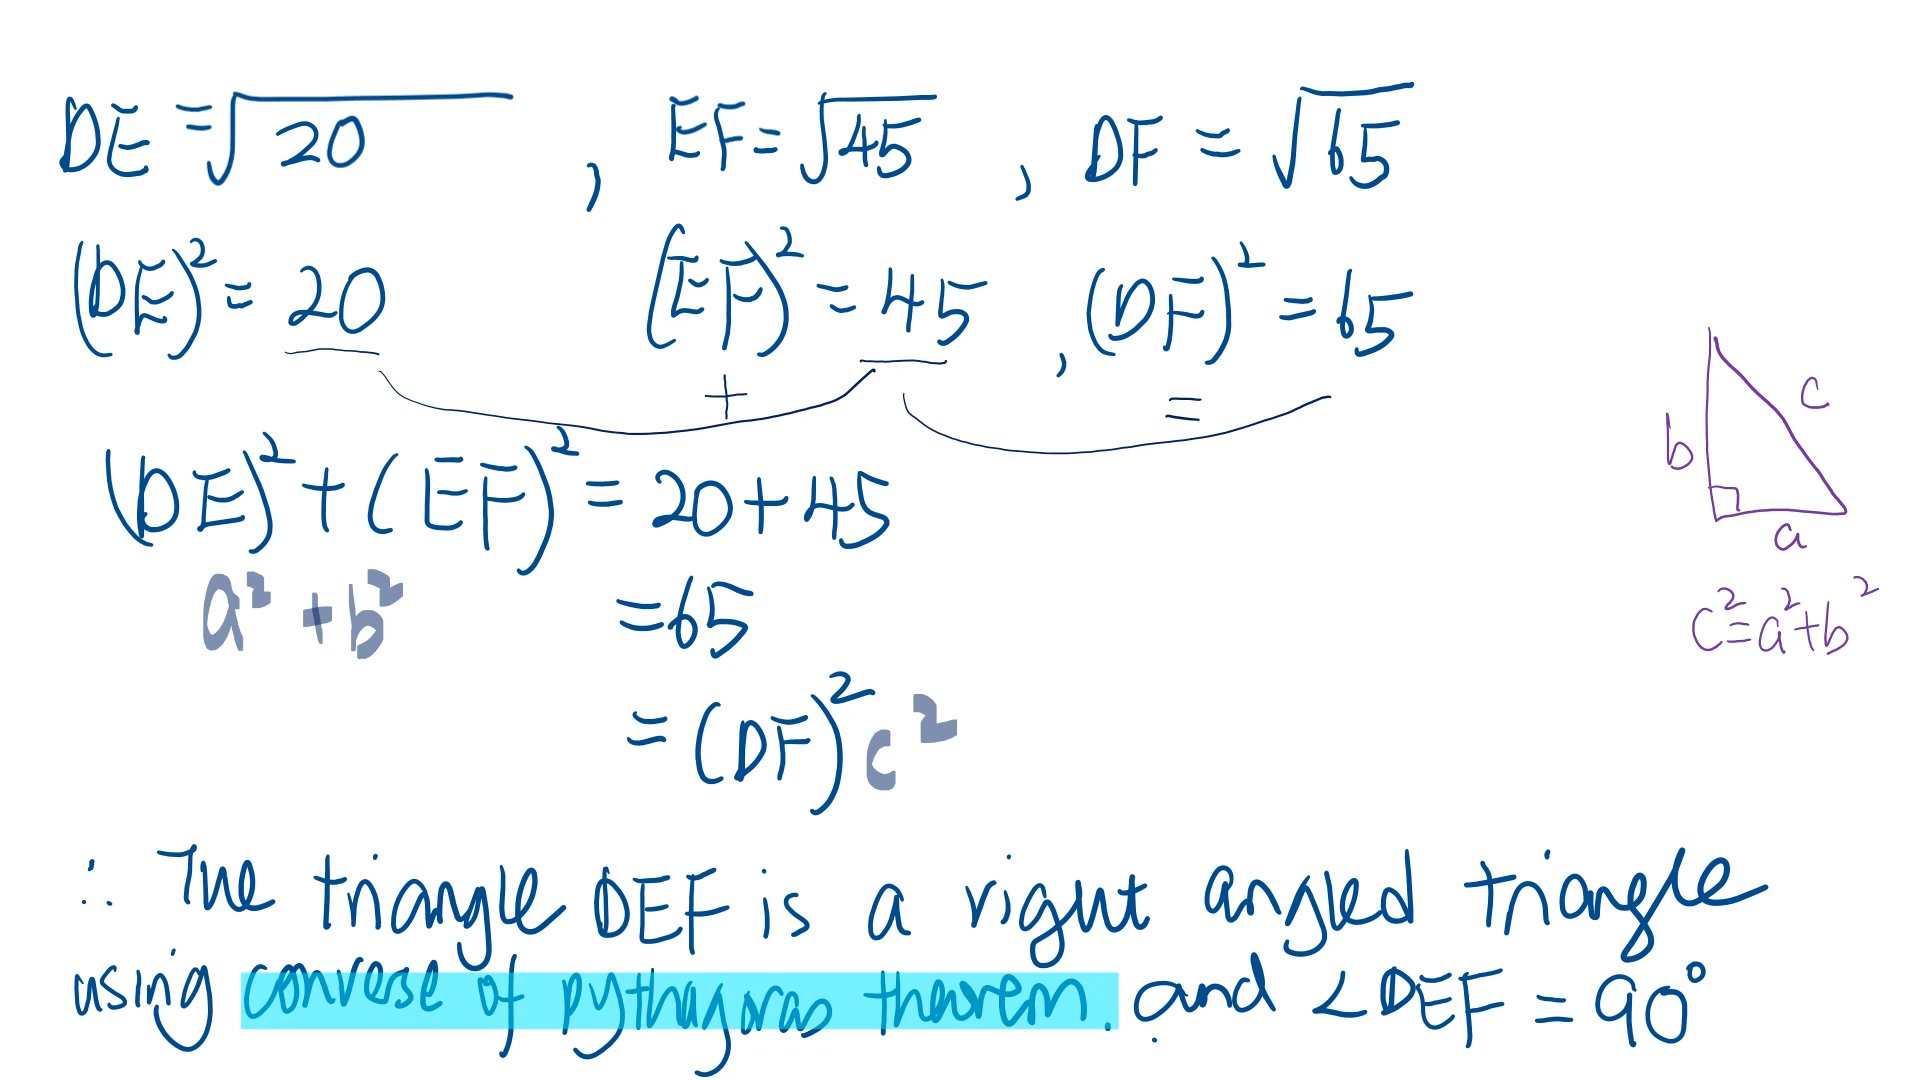 DE = √20 , EF = √45 , DF = √65
(DE)² = 20 (EF)² = 45 , (DF)² = 65
+ =
(DE)² + (EF)² = 20 + 45
a² + b² = 65
= (DF)² c²
∴ The triangle DEF is a right angled triangle
using converse of pythagoras theorem. and ∠DEF = 90°
c
b
a
c² = a² + b²